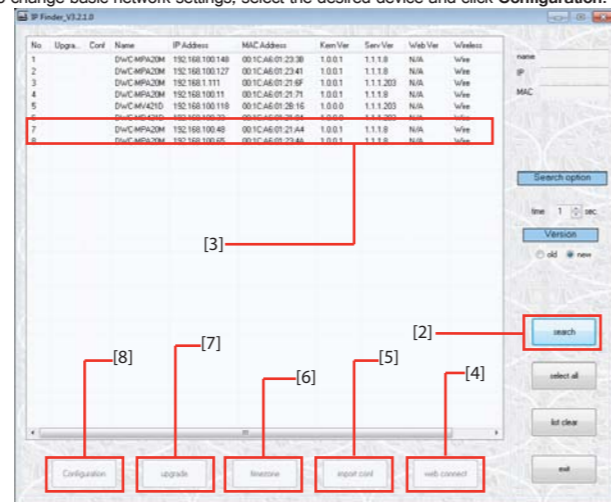 to change basic network settings, select the desired device and click Configuration.
IP Finder_V3.2.1.0
No Upgra... Conf Name IP Address MAC Address Kern Ver Serv Ver Web Ver Wireless
1 DWC-MPA20M 192.168.100.148 00:1C:A6:01:23:3B 1.0.0.1 1.1.1.8 N/A Wire
2 DWC-MPA20M 192.168.100.127 00:1C:A6:01:23:41 1.0.0.1 1.1.1.8 N/A Wire
3 DWC-MPA20M 192.168.1.111 00:1C:A6:01:21:6F 1.0.0.1 1.1.1.203 N/A Wire
4 DWC-MPA20M 192.168.100.11 00:1C:A6:01:21:71 1.0.0.1 1.1.1.8 N/A Wire
5 DWC-MV421D 192.168.100.118 00:1C:A6:01:28:16 1.0.0.0 1.1.1.203 N/A Wire
7 DWC-MPA20M 192.168.100.48 00:1C:A6:01:21:A4 1.0.0.1 1.1.1.8 N/A Wire
name
IP
MAC
Search option
time 1 sec
Version
old new
[3]
[2]
search
[8]
[7]
[6]
[5]
[4]
select all
list clear
Configuration upgrade timezone import conf web connect exit